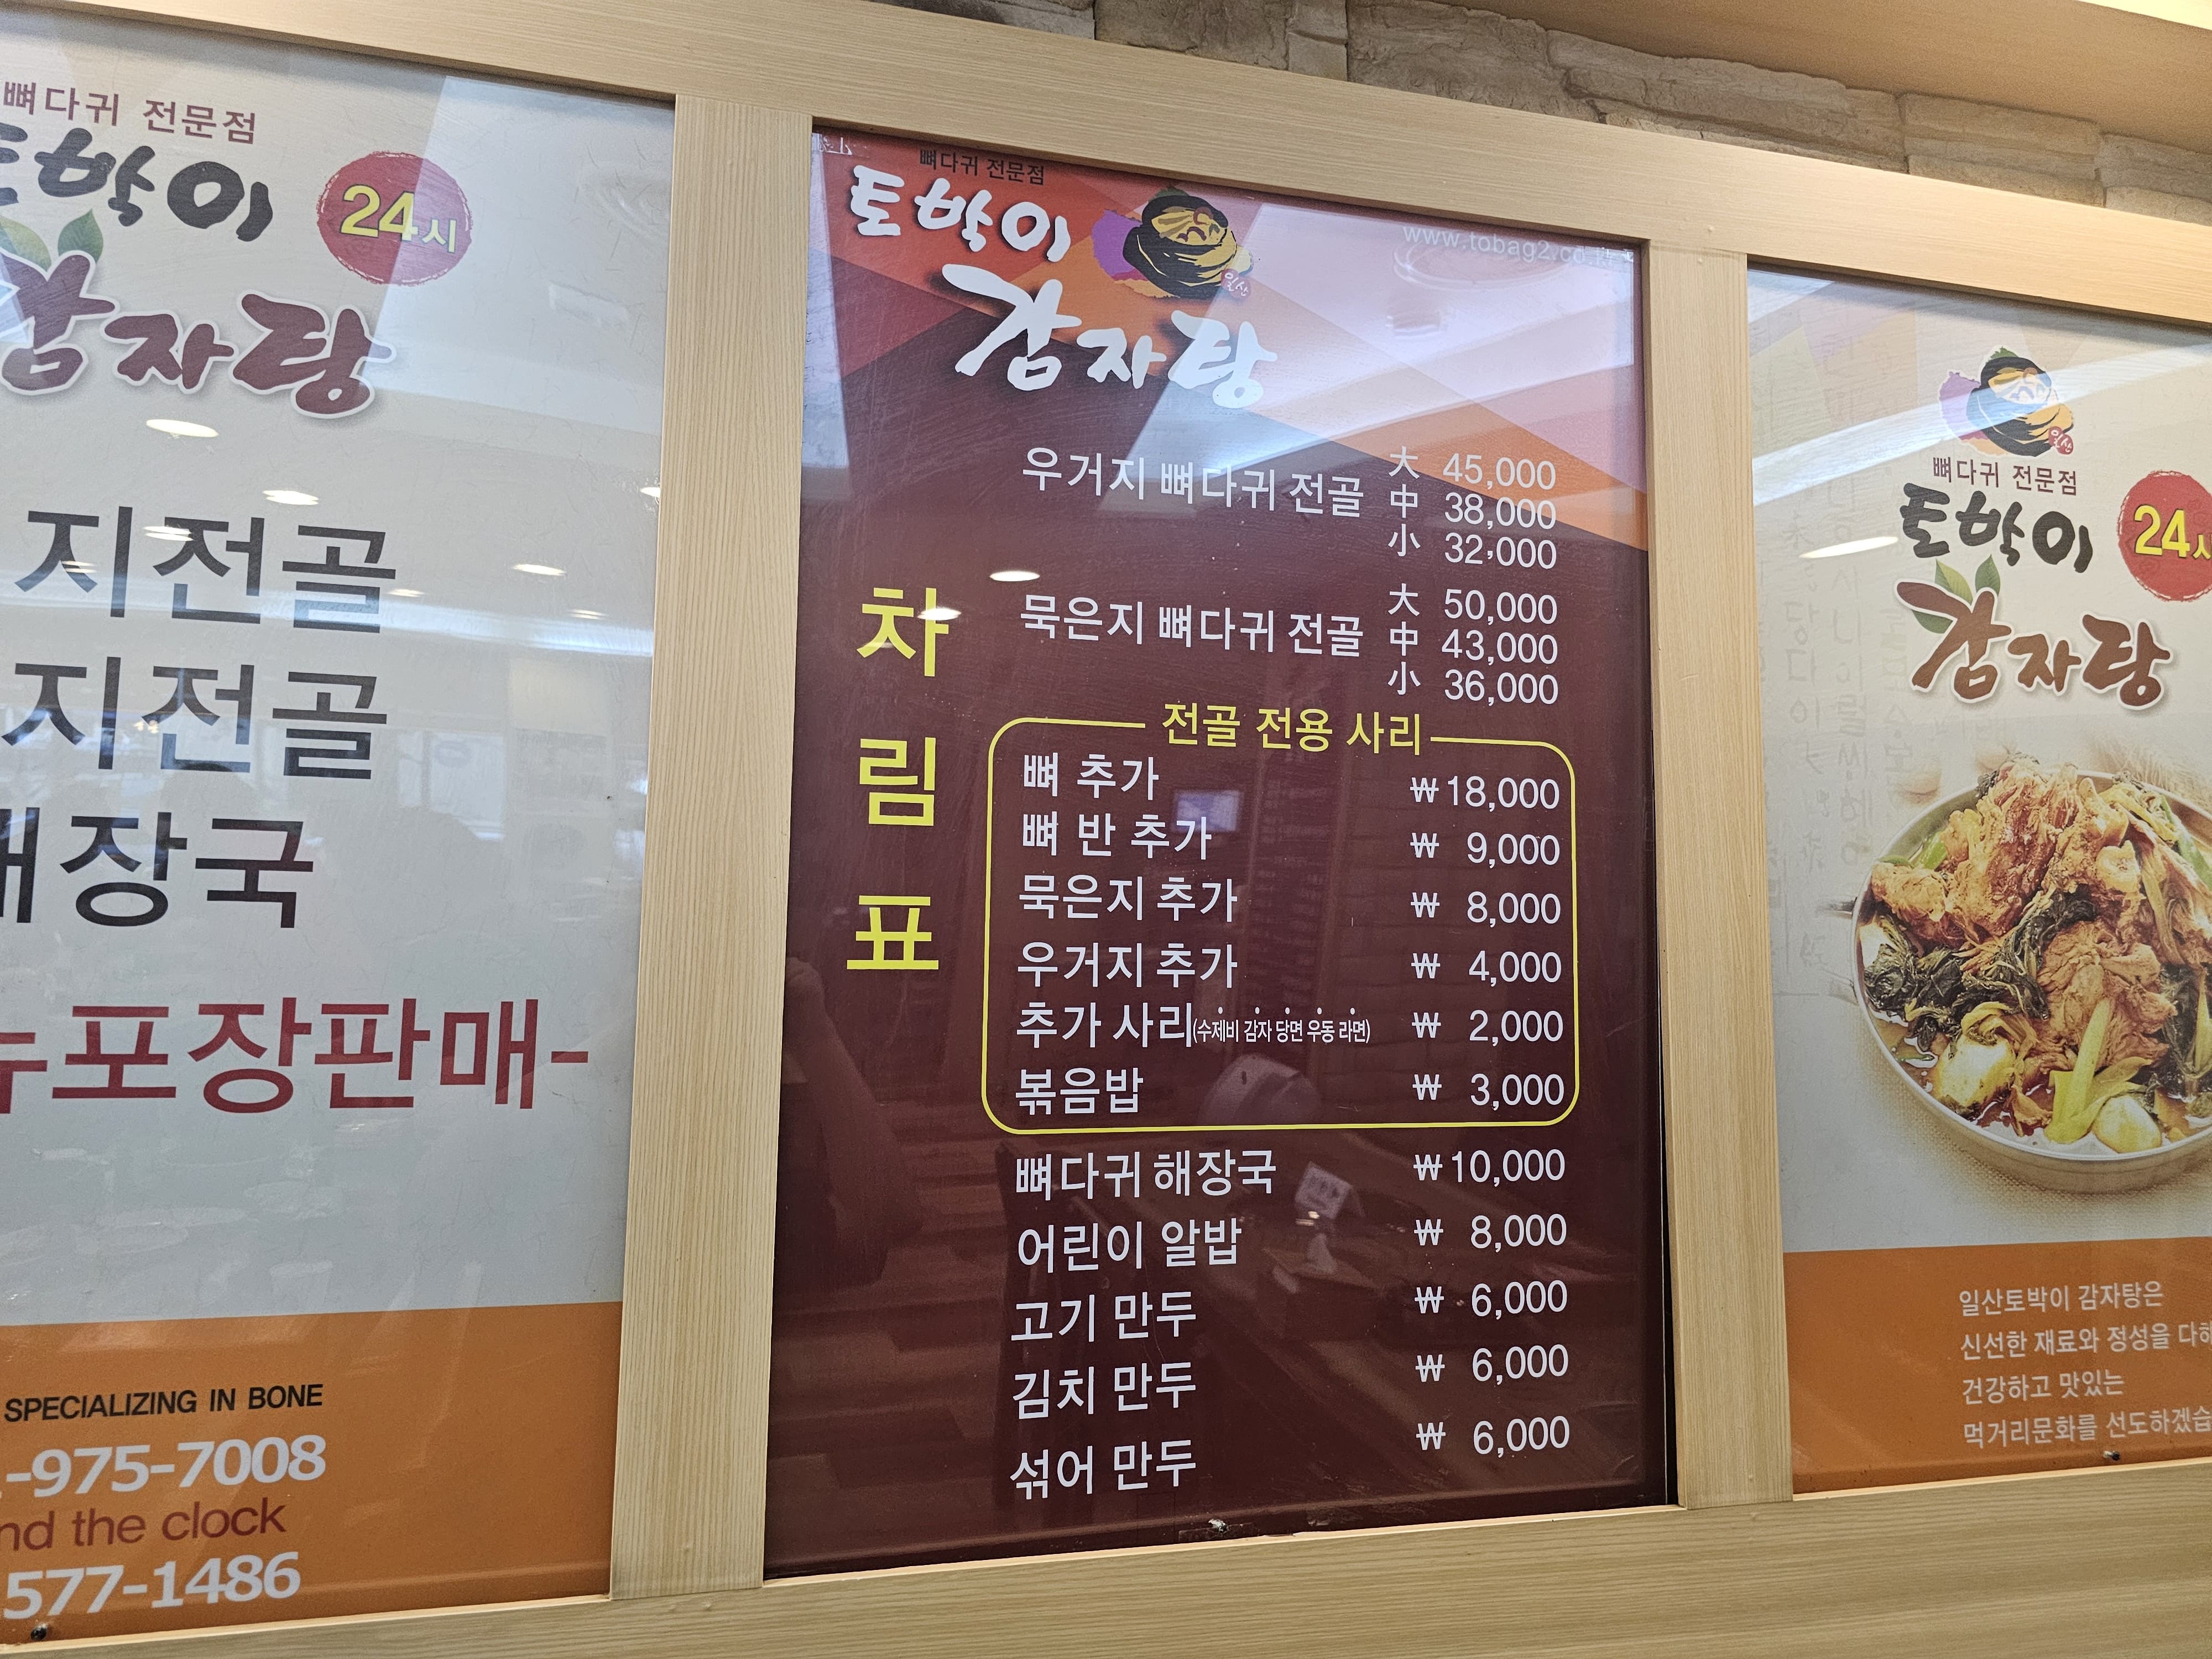 뼈다귀 전문점
토박이
24시
감자탕
지전골
지전골
해장국
포장판매-
SPECIALIZING IN BONE
-975-7008
the clock
577-1486
뼈다귀 전문점
토박이
일산
감자탕
www.tobag2.co.kr
차림표
우거지 뼈다귀 전골 大 45,000
中 38,000
小 32,000
묵은지 뼈다귀 전골 大 50,000
中 43,000
小 36,000
전골 전용 사리
뼈 추가 ₩18,000
뼈 반 추가 ₩ 9,000
묵은지 추가 ₩ 8,000
우거지 추가 ₩ 4,000
추가 사리(수제비 감자 당면 우동 라면) ₩ 2,000
볶음밥 ₩ 3,000
뼈다귀 해장국 ₩10,000
어린이 알밥 ₩ 8,000
고기 만두 ₩ 6,000
김치 만두 ₩ 6,000
섞어 만두 ₩ 6,000
일산
뼈다귀 전문점
토박이
24시
감자탕
일산토박이 감자탕은
신선한 재료와 정성을 다해
건강하고 맛있는
먹거리문화를 선도하겠습